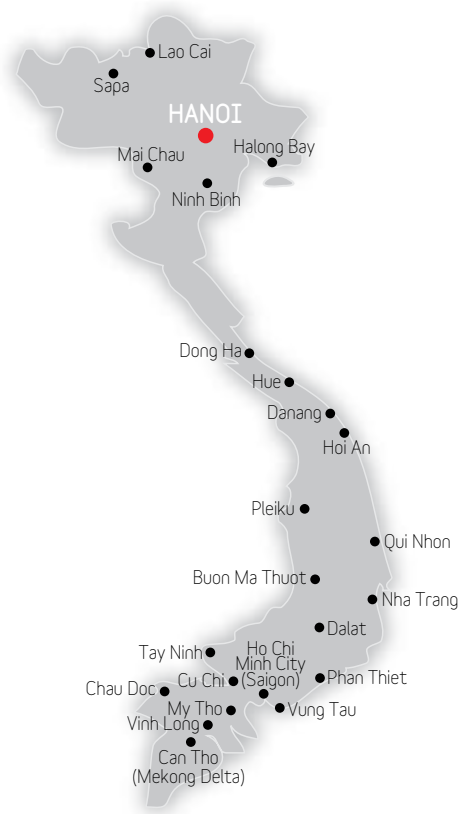 Lao Cai
Sapa
HANOI
Mai Chau
Halong Bay
Ninh Binh
Dong Ha
Hue
Danang
Hoi An
Pleiku
Qui Nhon
Buon Ma Thuot
Nha Trang
Dalat
Tay Ninh
Ho Chi
Minh City
(Saigon)
Cu Chi
Phan Thiet
Chau Doc
My Tho
Vung Tau
Vinh Long
Can Tho
(Mekong Delta)